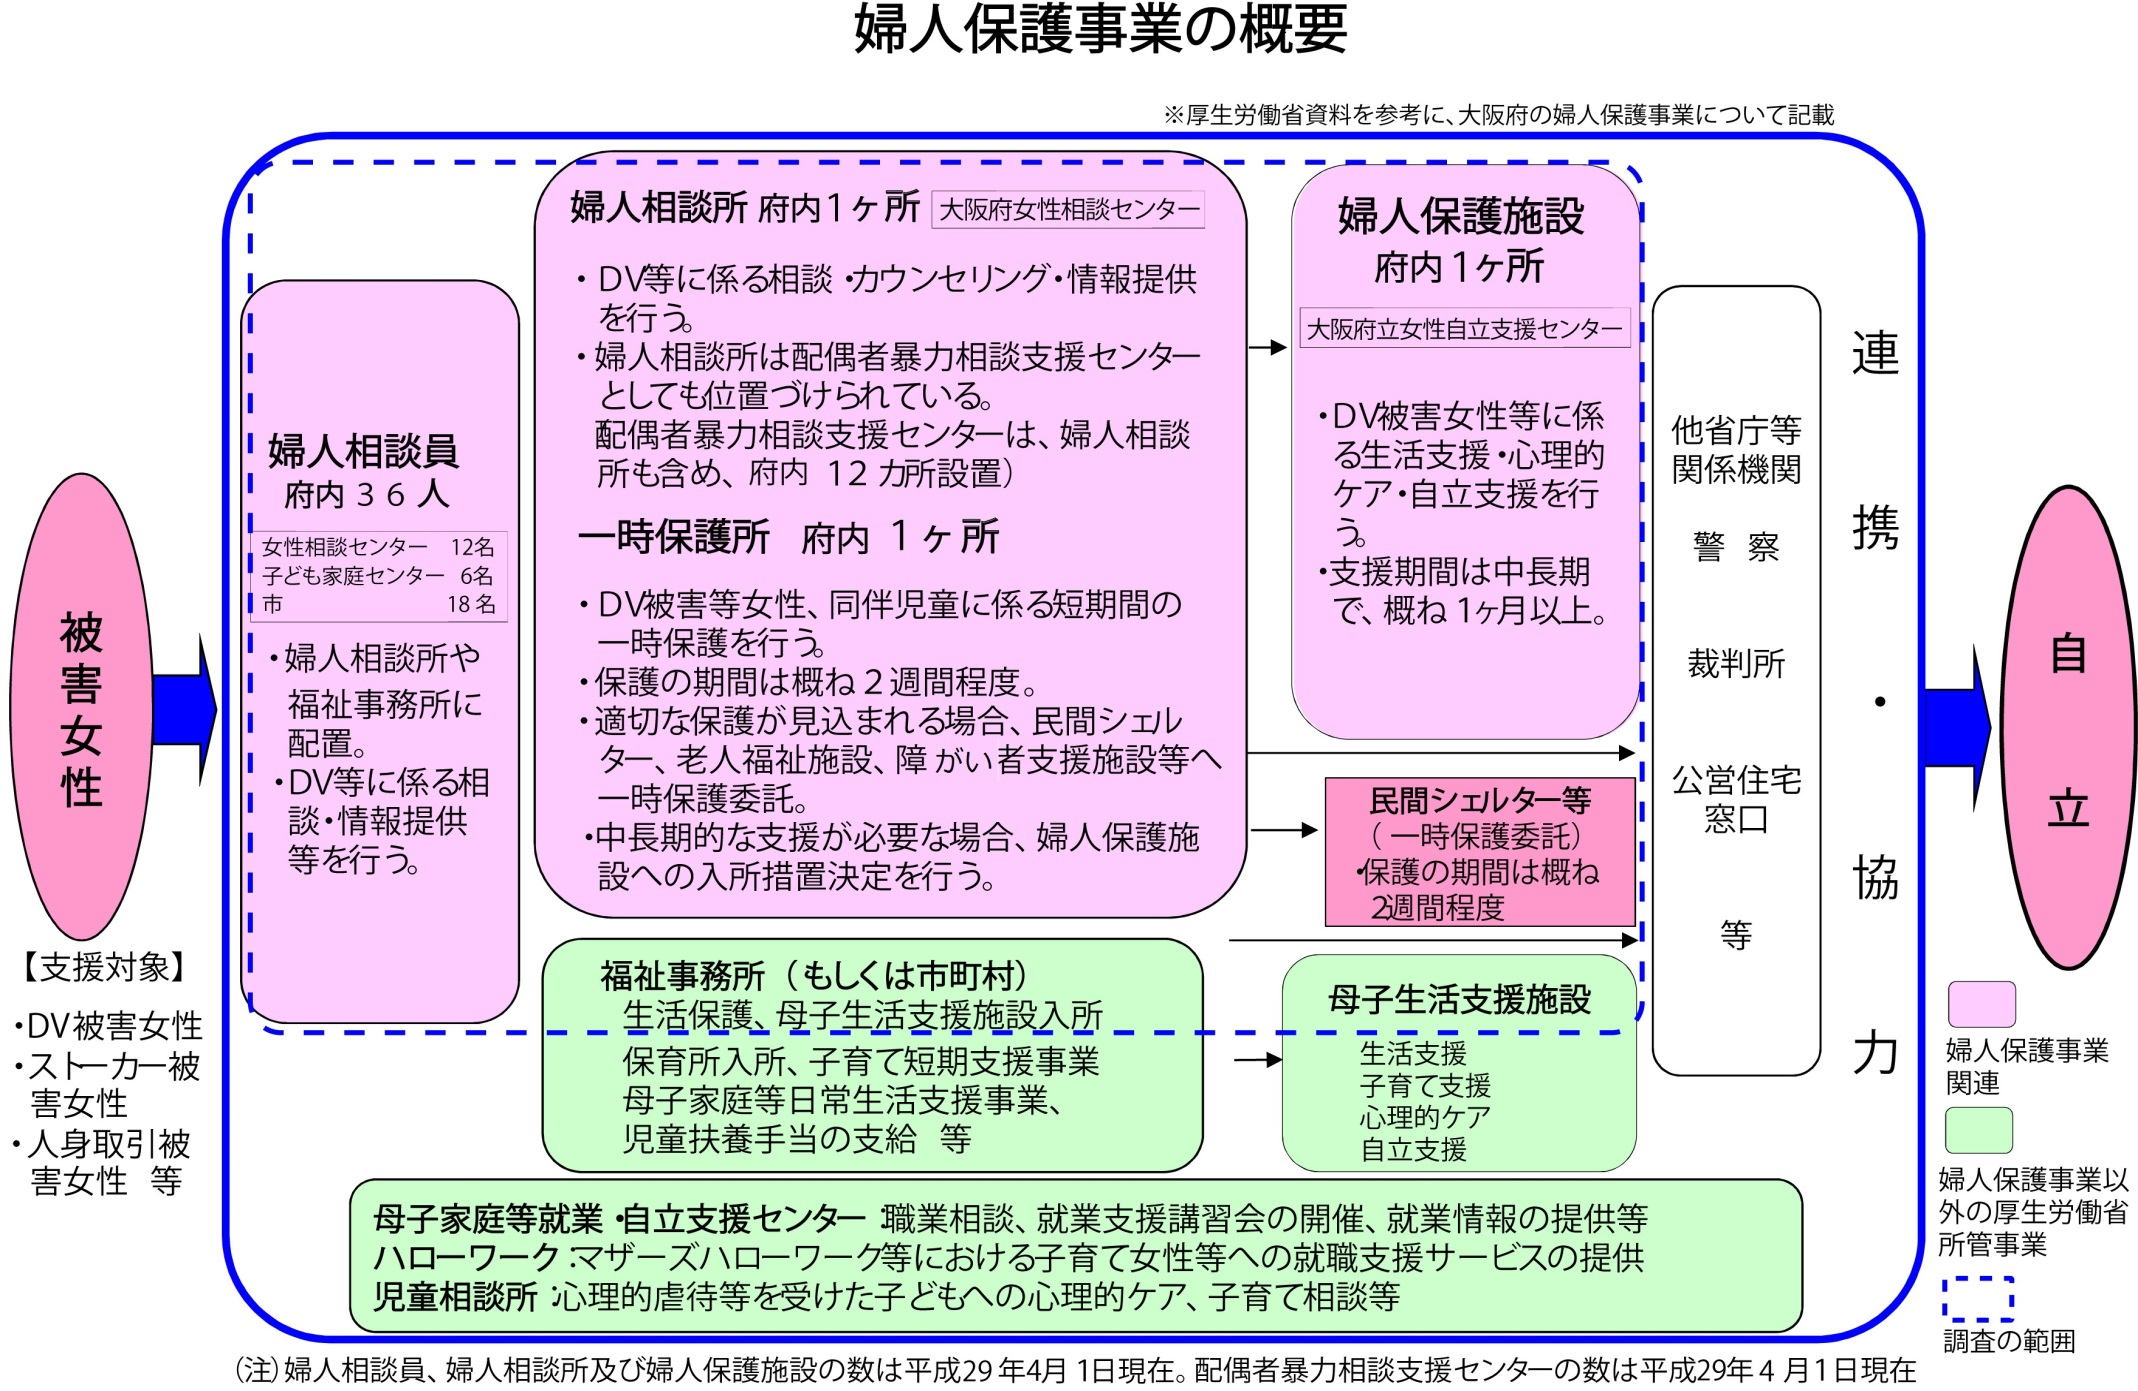 婦人保護事業の概要
※厚生労働省資料を参考に、大阪府の婦人保護事業について記載
被
害
女
性
【支援対象】
・DV被害女性
・ストーカー被
害女性
・人身取引被
害女性 等
婦人相談員
府内 3 6 人
女性相談センター 12名
子ども家庭センター 6名
市 18 名
・婦人相談所や
福祉事務所に
配置。
・DV等に係る相
談・情報提供
等を行う。
婦人相談所 府内 1 ヶ所 大阪府女性相談センター
・ DV等に係る相談・カウンセリング・情報提供
を行う。
・婦人相談所は配偶者暴力相談支援センター
としても位置づけられている。
配偶者暴力相談支援センターは、婦人相談
所も含め、府内 12 カ所設置)
一時保護所 府内 1 ヶ所
・ DV被害等女性、同伴児童に係る短期間の
一時保護を行う。
・保護の期間は概ね 2 週間程度。
・適切な保護が見込まれる場合、民間シェル
ター、老人福祉施設、障 がい 者支援施設等へ
一時保護委託。
・中長期的な支援が必要な場合、婦人保護施
設への入所措置決定を行う。
婦人保護施設
府内 1ヶ所
大阪府立女性自立支援センター
・DV被害女性等に係
る生活支援・心理的
ケア・自立支援を行
う。
・支援期間は中長期
で、概ね 1ヶ月以上。
民間シェルター等
( 一時保護委託)
・保護の期間は概ね
2週間程度
福祉事務所(もしくは市町村)
生活保護、母子生活支援施設入所
保育所入所、子育て短期支援事業
母子家庭等日常生活支援事業、
児童扶養手当の支給 等
母子生活支援施設
生活支援
子育て支援
心理的ケア
自立支援
母子家庭等就業・自立支援センター:職業相談、就業支援講習会の開催、就業情報の提供等
ハローワーク:マザーズハローワーク等における子育て女性等への就職支援サービスの提供
児童相談所:心理的虐待等を受けた子どもへの心理的ケア、子育て相談等
他省庁等
関係機関
警 察
裁判所
公営住宅
窓口
等
連
携
・
協
力
自
立
婦人保護事業
関連
婦人保護事業以
外の厚生労働省
所管事業
調査の範囲
(注)婦人相談員、婦人相談所及び婦人保護施設の数は平成29 年4月 1日現在。配偶者暴力相談支援センターの数は平成29年 4 月1日現在